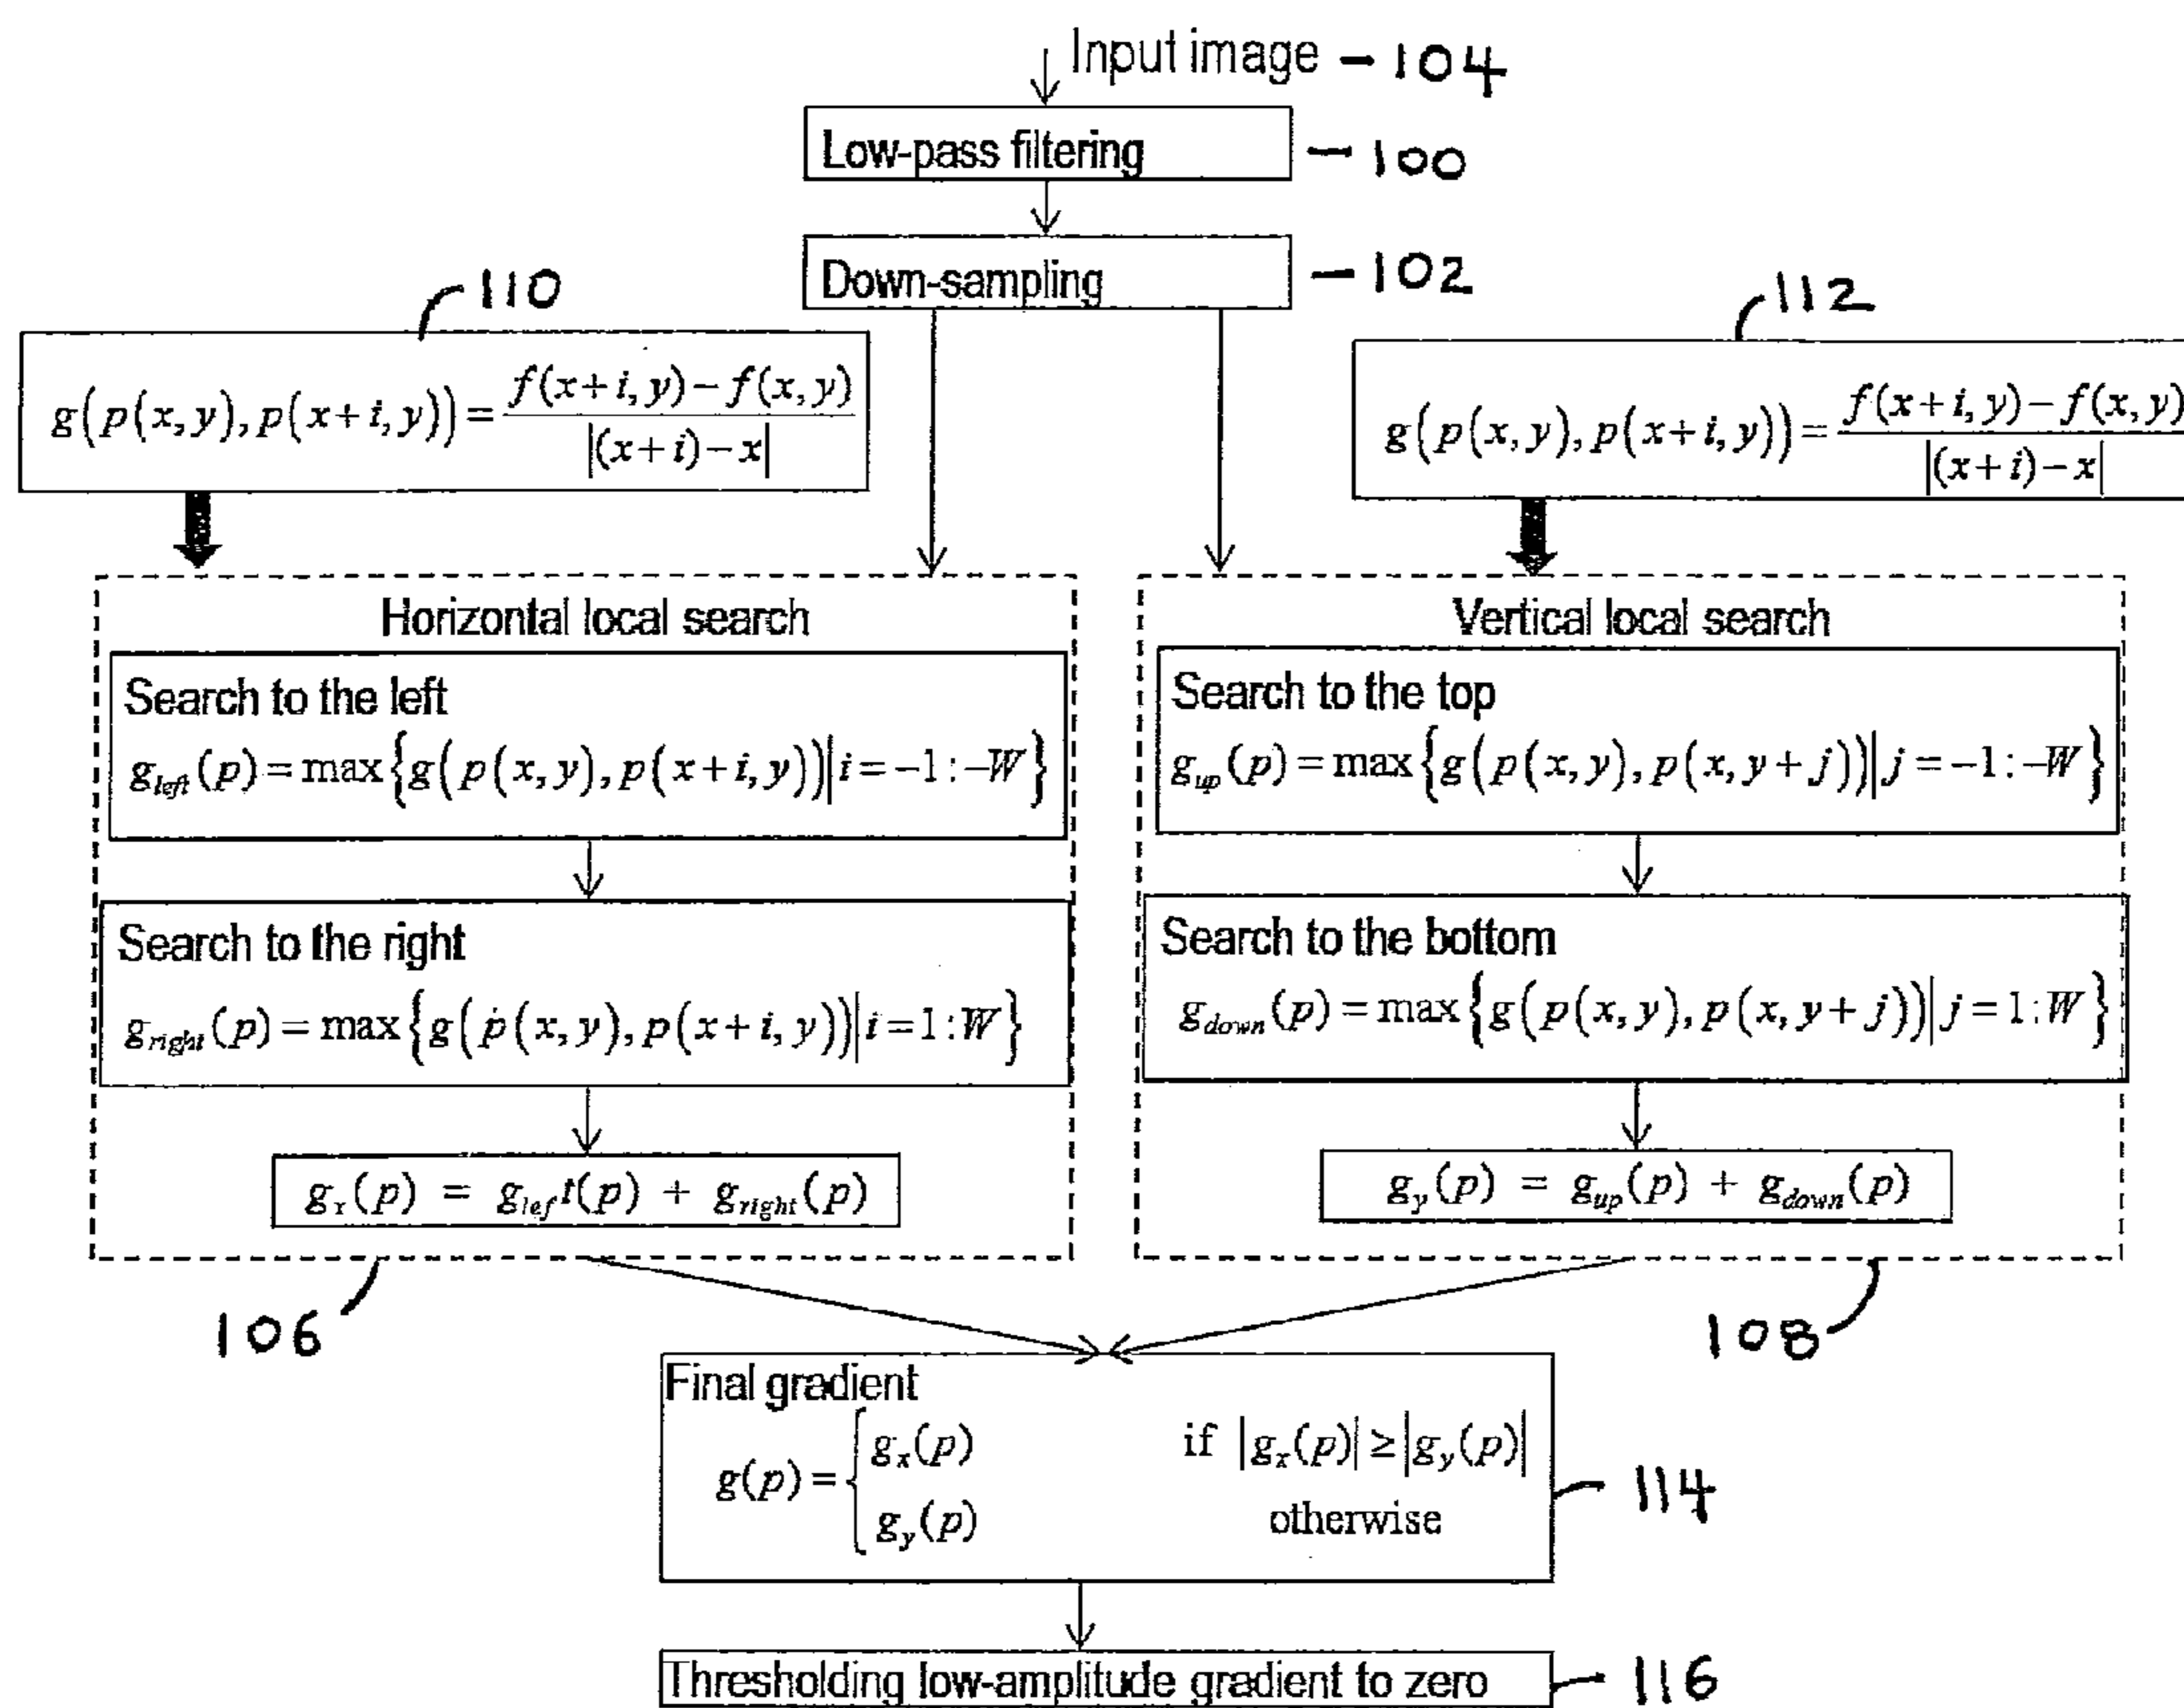 Input image - 104
Low-pass filtering - 100
Down-sampling - 102
110
g(p(x,y),p(x+i,y)) = f(x+i,y)-f(x,y) / |(x+i)-x|
112
g(p(x,y),p(x+i,y)) = f(x+i,y)-f(x,y) / |(x+i)-x|
Horizontal local search
Search to the left
g_left(p) = max{g(p(x,y),p(x+i,y))|i=-1:-W}
Search to the right
g_right(p) = max{g(p(x,y),p(x+i,y))|i=1:W}
g_x(p) = g_lef t(p) + g_right(p)
106
Vertical local search
Search to the top
g_up(p) = max{g(p(x,y),p(x,y+j))|j=-1:-W}
Search to the bottom
g_down(p) = max{g(p(x,y),p(x,y+j))|j=1:W}
g_y(p) = g_up(p) + g_down(p)
108
Final gradient
g(p) = { g_x(p) if |g_x(p)| ≥ |g_y(p)|
g_y(p) otherwise
114
Thresholding low-amplitude gradient to zero - 116